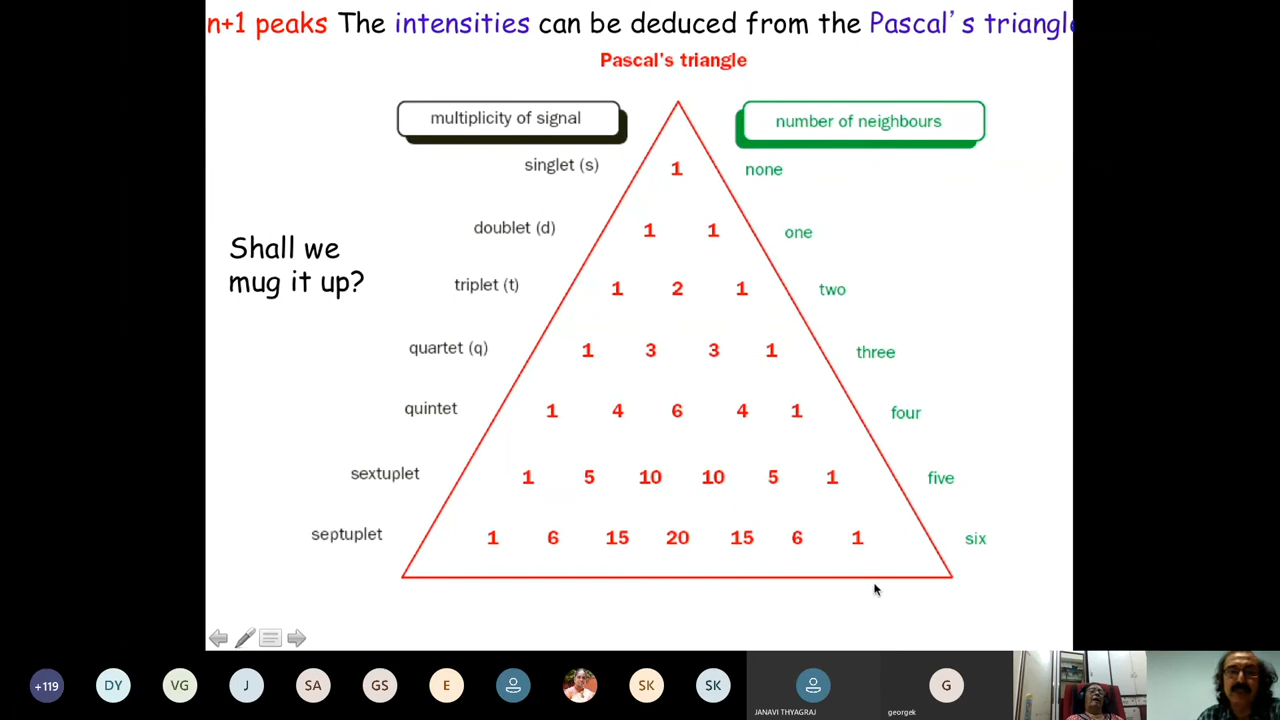 n+1 peaks The intensities can be deduced from the Pascal's triangle
Pascal's triangle
multiplicity of signal
number of neighbours
singlet (s) 1 none
doublet (d) 1 1 one
Shall we
mug it up?
triplet (t) 1 2 1 two
quartet (q) 1 3 3 1 three
quintet 1 4 6 4 1 four
sextuplet 1 5 10 10 5 1 five
septuplet 1 6 15 20 15 6 1 six
+119 DY VG J SA GS E SK SK G
JANAVI THYAGRAJ georgek